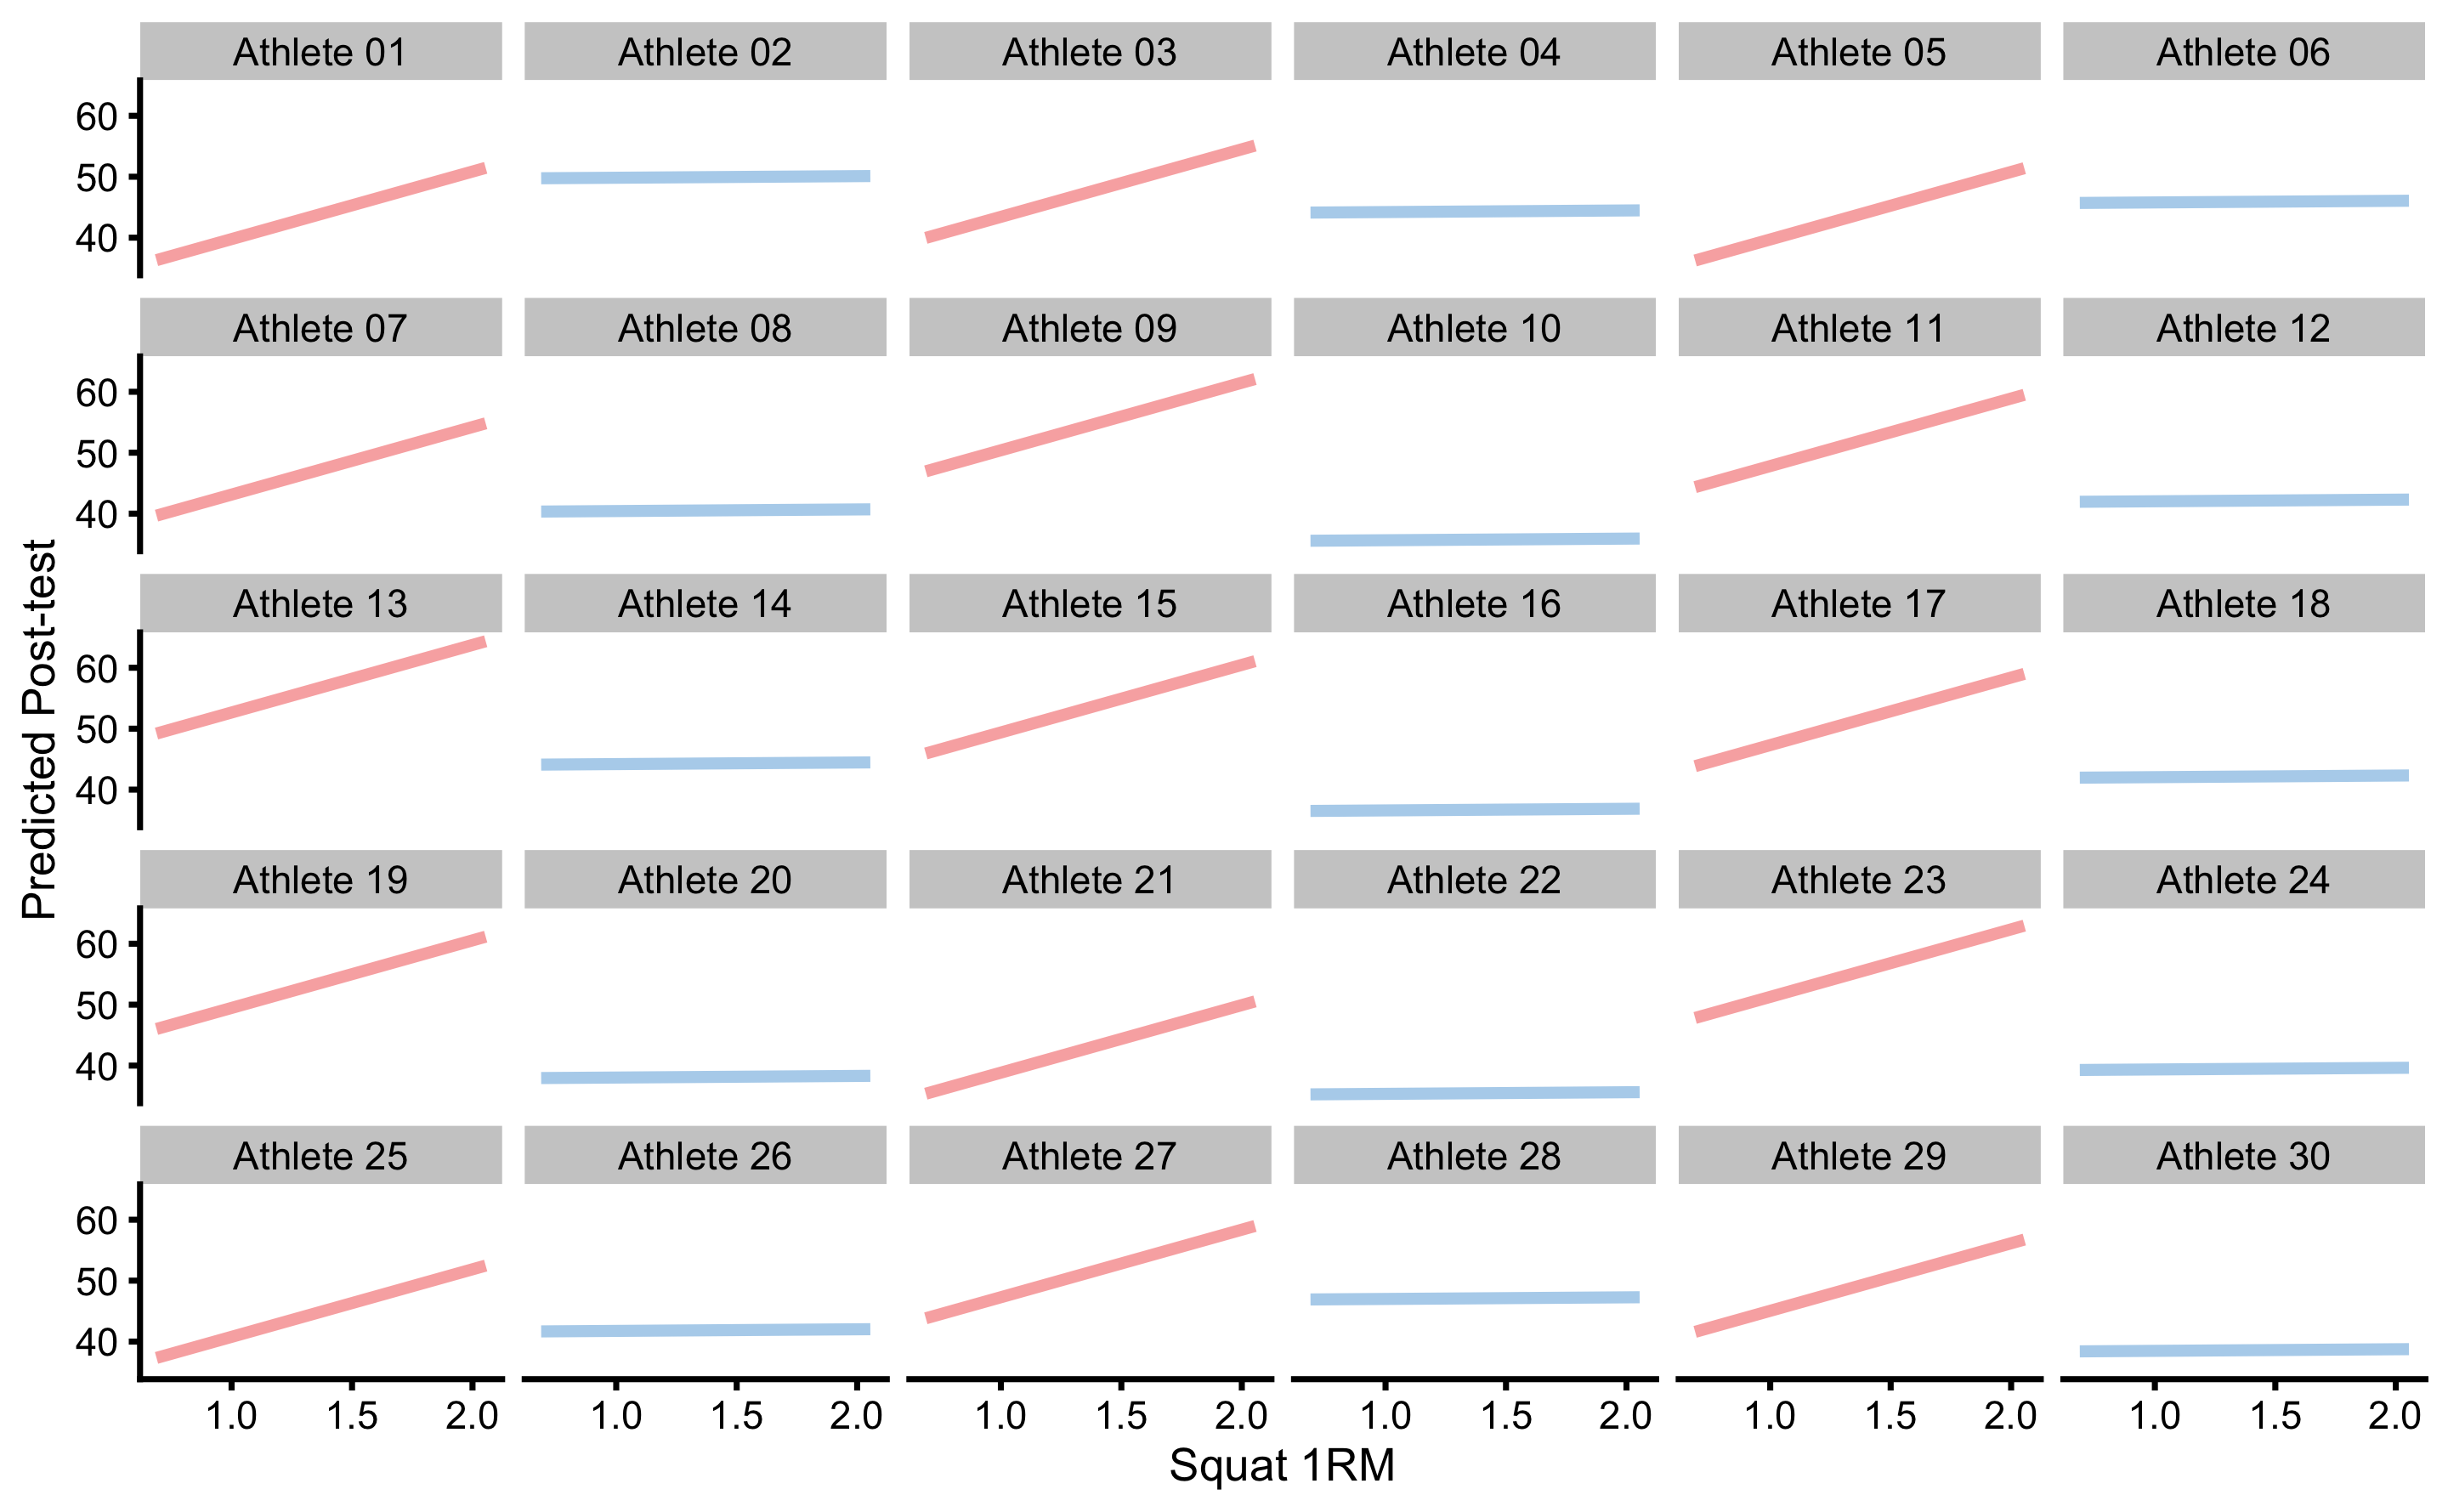 Athlete 01 Athlete 02 Athlete 03 Athlete 04 Athlete 05 Athlete 06
60
50
40
Athlete 07 Athlete 08 Athlete 09 Athlete 10 Athlete 11 Athlete 12
60
50
40
Athlete 13 Athlete 14 Athlete 15 Athlete 16 Athlete 17 Athlete 18
60
50
40
Athlete 19 Athlete 20 Athlete 21 Athlete 22 Athlete 23 Athlete 24
60
50
40
Athlete 25 Athlete 26 Athlete 27 Athlete 28 Athlete 29 Athlete 30
60
50
40
1.0 1.5 2.0 1.0 1.5 2.0 1.0 1.5 2.0 1.0 1.5 2.0 1.0 1.5 2.0 1.0 1.5 2.0
Squat 1RM
Predicted Post-test